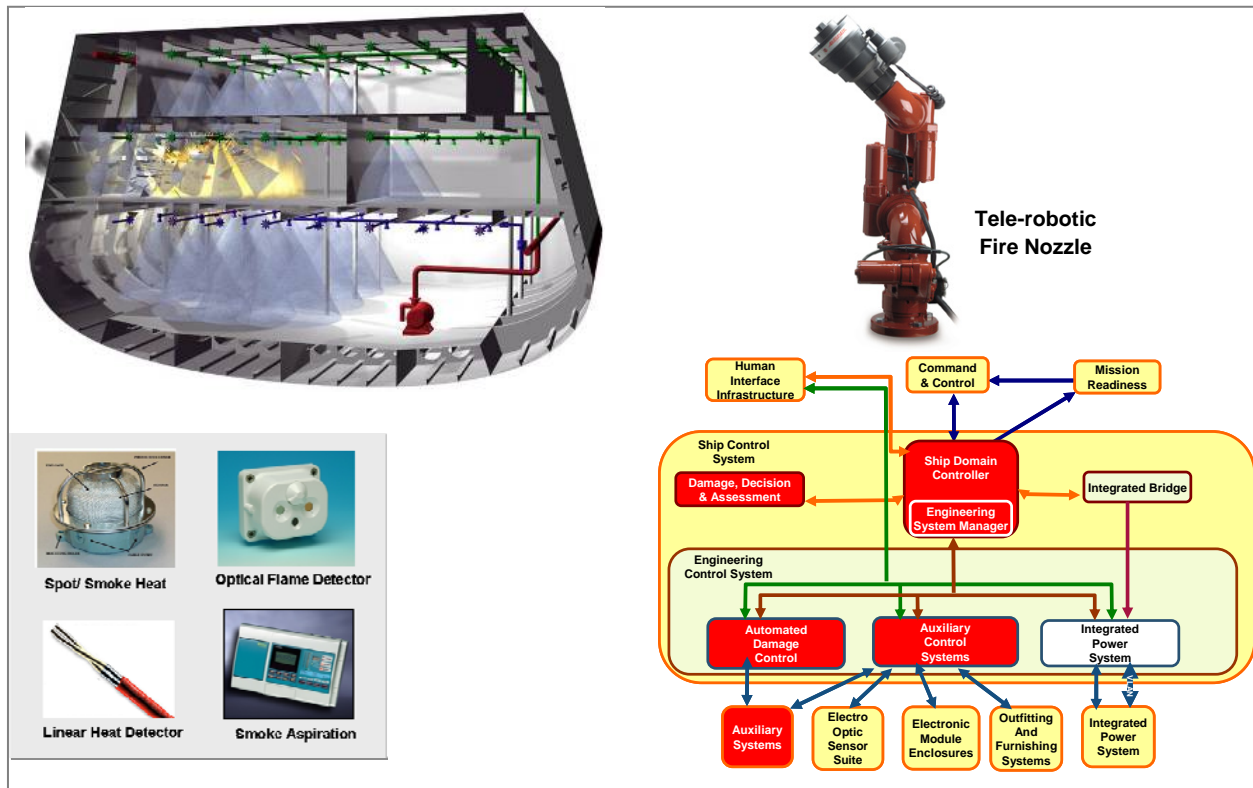 Tele-robotic
Fire Nozzle
Spot/ Smoke Heat
Optical Flame Detector
Linear Heat Detector
Smoke Aspiration
Human
Interface
Infrastructure
Command
& Control
Mission
Readiness
Ship Control
System
Ship Domain
Controller
Damage, Decision
& Assessment
Integrated Bridge
Engineering
System Manager
Engineering
Control System
Automated
Damage
Control
Auxiliary
Control
Systems
Integrated
Power
System
VLAN
Auxiliary
Systems
Electro
Optic
Sensor
Suite
Electronic
Module
Enclosures
Outfitting
And
Furnishing
Systems
Integrated
Power
System